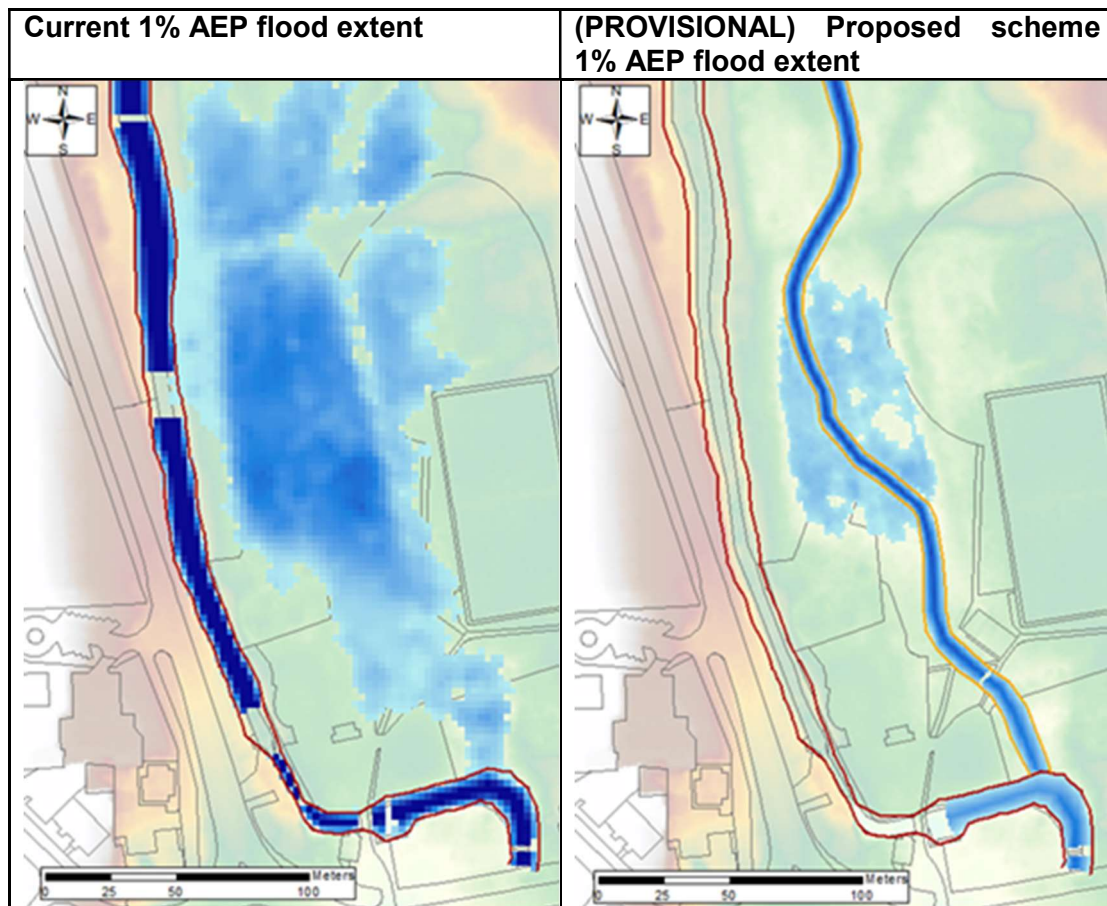 Current 1% AEP flood extent
(PROVISIONAL) Proposed scheme
1% AEP flood extent
N
W E
S
N
W E
S
Meters
0 25 50 100
Meters
0 25 50 100